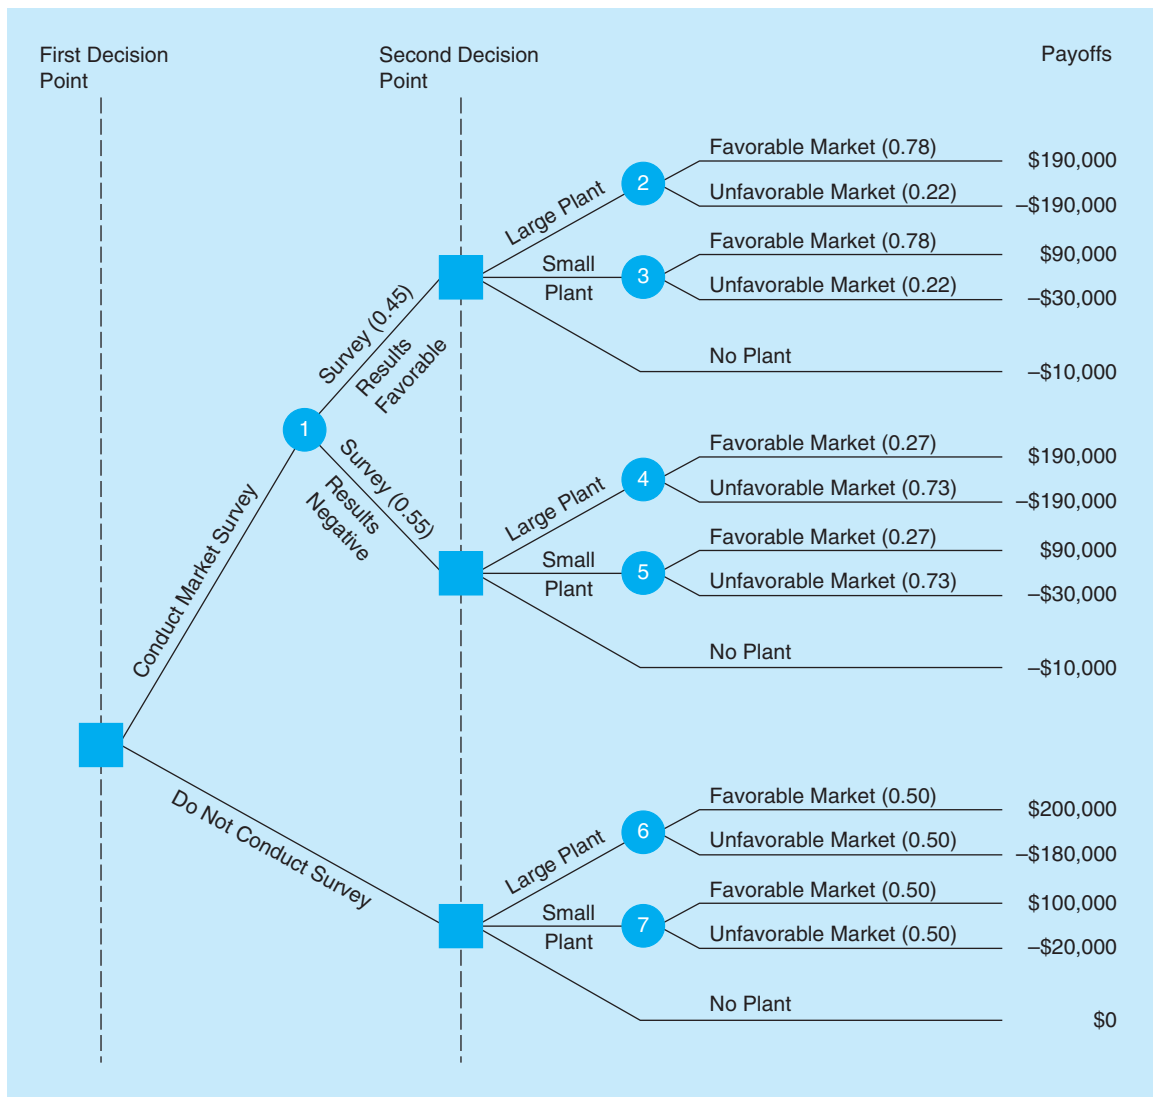 First Decision
Point
Second Decision
Point
Payoffs
Favorable Market (0.78)
$190,000
2
Unfavorable Market (0.22)
–$190,000
Large Plant
Favorable Market (0.78)
$90,000
Small
Plant
3
Unfavorable Market (0.22)
–$30,000
No Plant
–$10,000
Survey (0.45)
Results
Favorable
1
Survey (0.55)
Results
Negative
Favorable Market (0.27)
$190,000
4
Unfavorable Market (0.73)
–$190,000
Large Plant
Favorable Market (0.27)
$90,000
Small
Plant
5
Unfavorable Market (0.73)
–$30,000
No Plant
–$10,000
Conduct Market Survey
Do Not Conduct Survey
Favorable Market (0.50)
$200,000
6
Unfavorable Market (0.50)
–$180,000
Large Plant
Favorable Market (0.50)
$100,000
Small
Plant
7
Unfavorable Market (0.50)
–$20,000
No Plant
$0